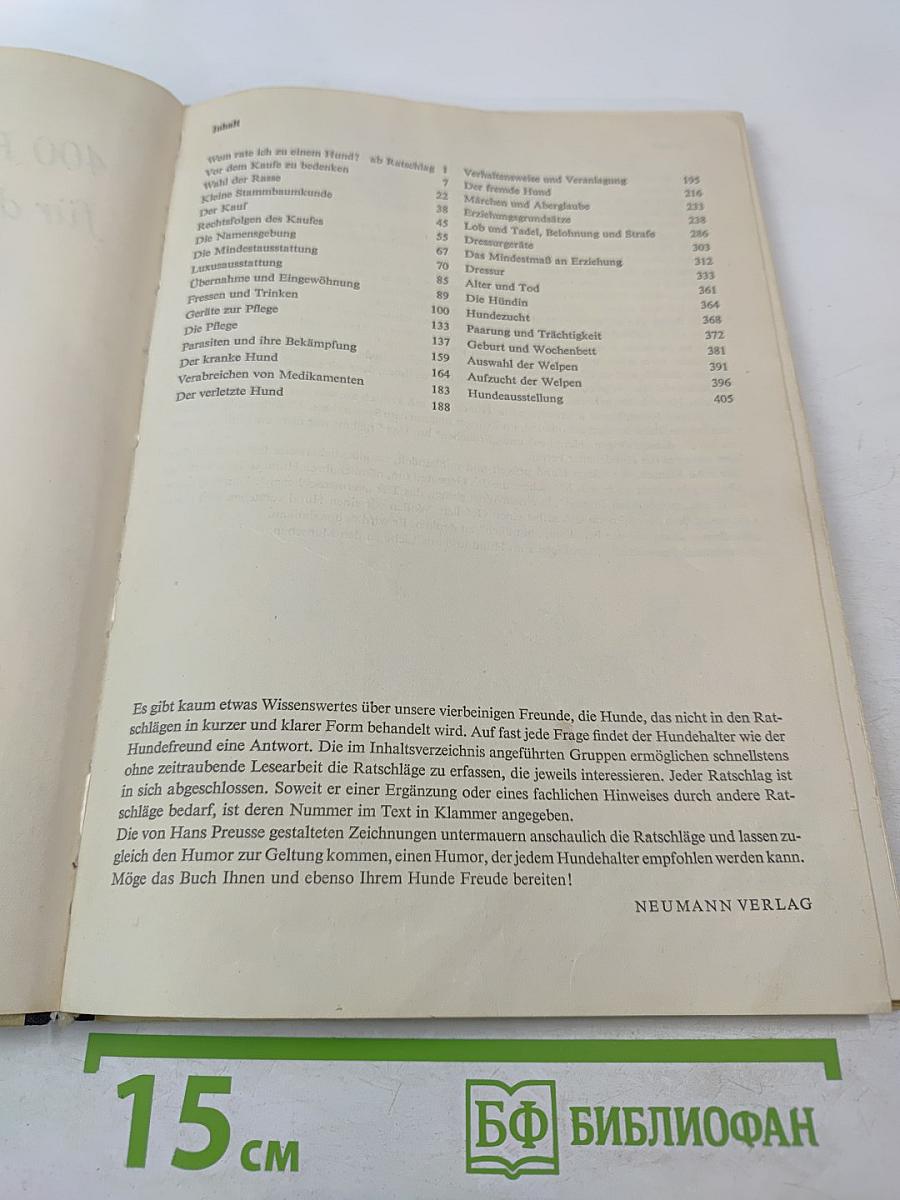 Inhalt
Wem rate ich zu einem Hund? ab Ratschlag 1
Vor dem Kaufe zu bedenken 7
Wahl der Rasse 22
Kleine Stammbaumkunde 38
Der Kauf 45
Rechtsfolgen des Kaufes 55
Die Namensgebung 67
Die Mindestausstattung 70
Luxusausstattung 85
Übernahme und Eingewöhnung 89
Fressen und Trinken 100
Geräte zur Pflege 133
Die Pflege 137
Parasiten und ihre Bekämpfung 159
Der kranke Hund 164
Verabreichen von Medikamenten 183
Der verletzte Hund 188
Verhaltensweise und Veranlagung 195
Der fremde Hund 216
Märchen und Aberglaube 233
Erziehungsgrundsätze 238
Lob und Tadel, Belohnung und Strafe 286
Dressurgeräte 303
Das Mindestmaß an Erziehung 312
Dressur 333
Alter und Tod 361
Die Hündin 364
Hundezucht 368
Paarung und Trächtigkeit 372
Geburt und Wochenbett 381
Auswahl der Welpen 391
Aufzucht der Welpen 396
Hundeausstellung 405
Es gibt kaum etwas Wissenswertes über unsere vierbeinigen Freunde, die Hunde, das nicht in den Rat-
schlägen in kurzer und klarer Form behandelt wird. Auf fast jede Frage findet der Hundehalter wie der
Hundefreund eine Antwort. Die im Inhaltsverzeichnis angeführten Gruppen ermöglichen schnellstens
ohne zeitraubende Lesearbeit die Ratschläge zu erfassen, die jeweils interessieren. Jeder Ratschlag ist
in sich abgeschlossen. Soweit er einer Ergänzung oder eines fachlichen Hinweises durch andere Rat-
schläge bedarf, ist deren Nummer im Text in Klammer angegeben.
Die von Hans Preusse gestalteten Zeichnungen untermauern anschaulich die Ratschläge und lassen zu-
gleich den Humor zur Geltung kommen, einen Humor, der jedem Hundehalter empfohlen werden kann.
Möge das Buch Ihnen und ebenso Ihrem Hunde Freude bereiten!
NEUMANN VERLAG
15 см
БФ БИБЛИОФАН